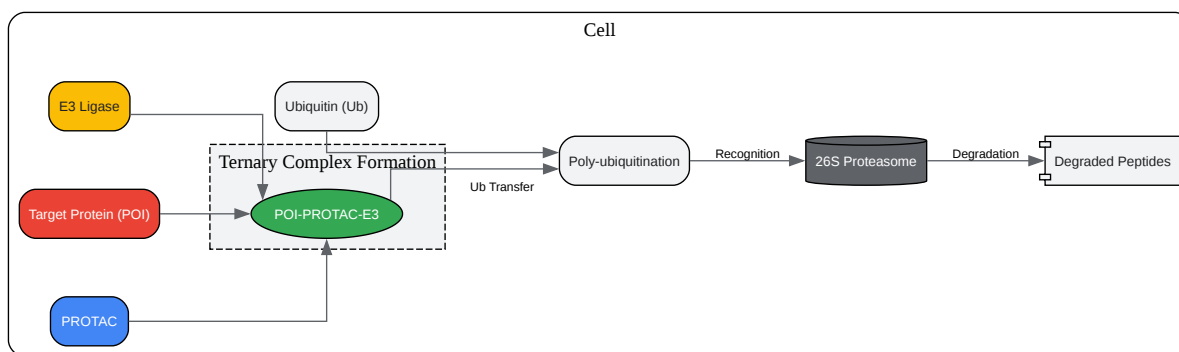 Cell
E3 Ligase
Ubiquitin (Ub)
Ternary Complex Formation
Poly-ubiquitination
Recognition
26S Proteasome
Degradation
Degraded Peptides
Ub Transfer
Target Protein (POI)
POI-PROTAC-E3
PROTAC